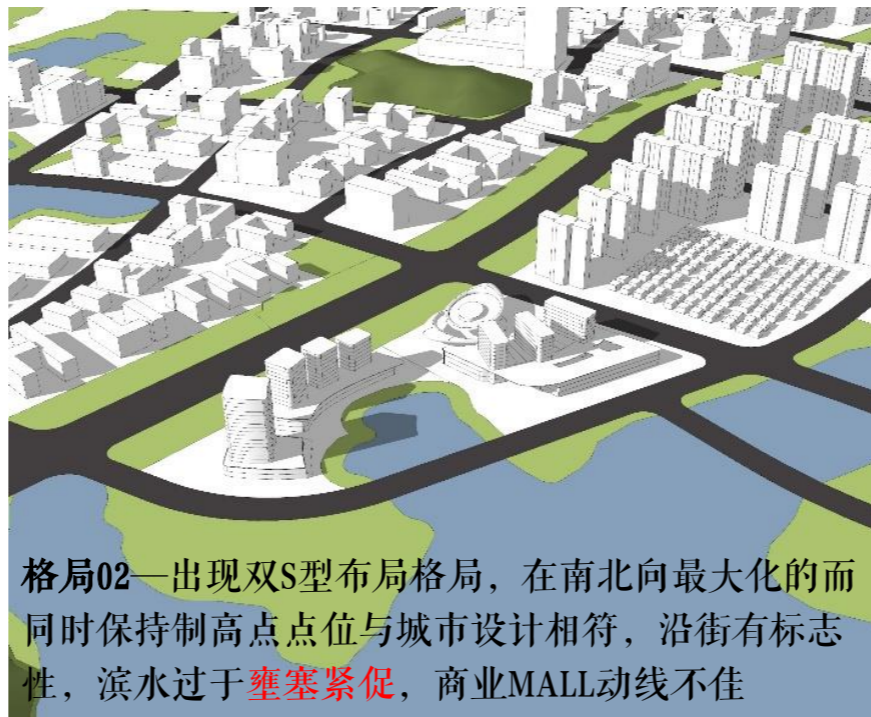 格局02—出现双S型布局格局，在南北向最大化的而
同时保持制高点点位与城市设计相符，沿街有标志
性，滨水过于壅塞紧促，商业MALL动线不佳